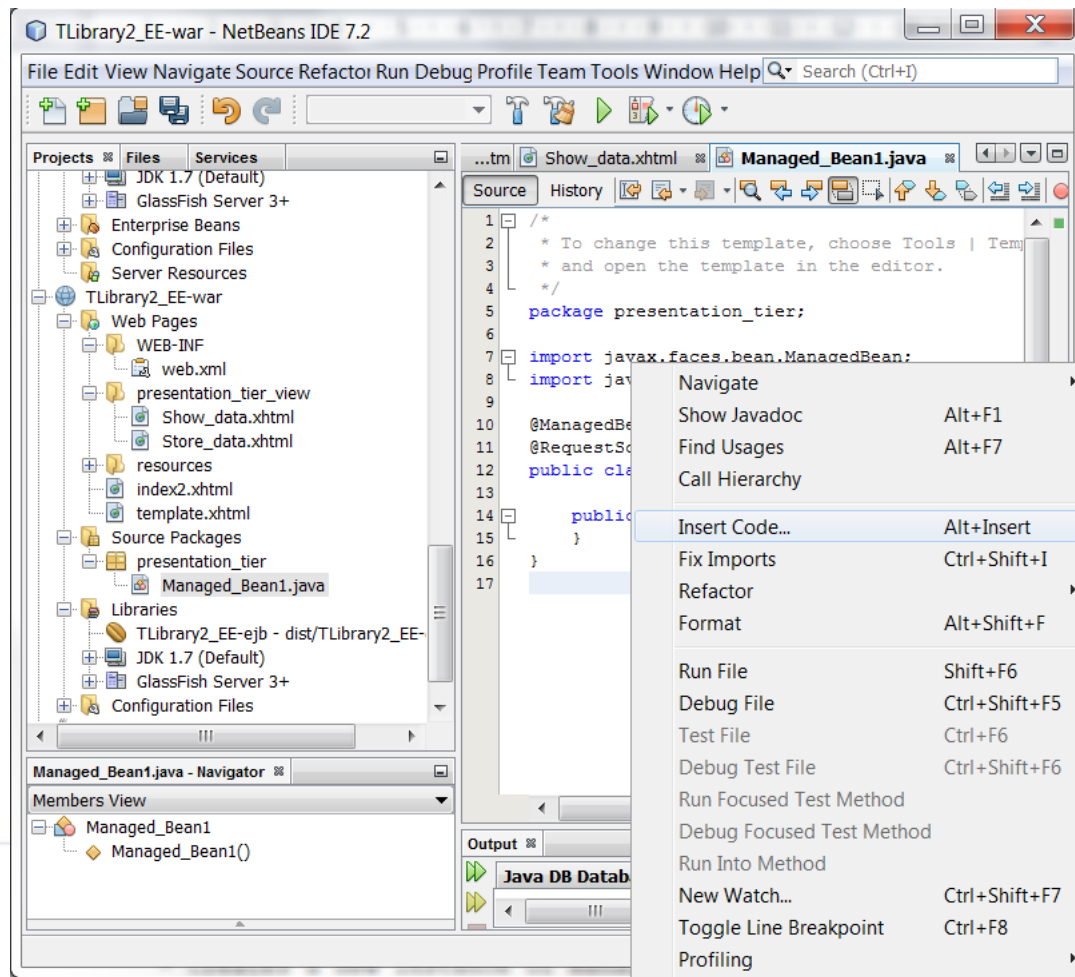 TLibrary2_EE-war - NetBeans IDE 7.2
File Edit View Navigate Source Refactor Run Debug Profile Team Tools Window Help Search (Ctrl+I)
Projects Files Services
JDK 1.7 (Default)
GlassFish Server 3+
Enterprise Beans
Configuration Files
Server Resources
TLibrary2_EE-war
Web Pages
WEB-INF
web.xml
presentation_tier_view
Show_data.xhtml
Store_data.xhtml
resources
index2.xhtml
template.xhtml
Source Packages
presentation_tier
Managed_Bean1.java
Libraries
TLibrary2_EE-ejb - dist/TLibrary2_EE-
JDK 1.7 (Default)
GlassFish Server 3+
Configuration Files
Managed_Bean1.java - Navigator
Members View
Managed_Bean1
Managed_Bean1()
...tm Show_data.xhtml Managed_Bean1.java
Source History
1 /*
2 * To change this template, choose Tools | Temp
3 * and open the template in the editor.
4 */
5 package presentation_tier;
6
7 import javax.faces.bean.ManagedBean;
8 import jav
9
10 @ManagedBe
11 @RequestSc
12 public cla
13
14 public
15 }
16 }
17
Navigate
Show Javadoc Alt+F1
Find Usages Alt+F7
Call Hierarchy
Insert Code... Alt+Insert
Fix Imports Ctrl+Shift+I
Refactor
Format Alt+Shift+F
Run File Shift+F6
Debug File Ctrl+Shift+F5
Test File Ctrl+F6
Debug Test File Ctrl+Shift+F6
Run Focused Test Method
Debug Focused Test Method
Run Into Method
New Watch... Ctrl+Shift+F7
Toggle Line Breakpoint Ctrl+F8
Profiling
Output
Java DB Datab